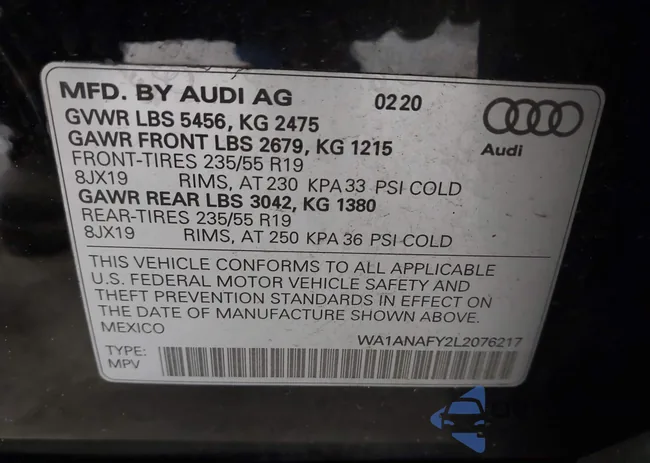 MFD. BY AUDI AG 0220
GVWR LBS 5456, KG 2475
GAWR FRONT LBS 2679, KG 1215
FRONT-TIRES 235/55 R19
8JX19 RIMS, AT 230 KPA 33 PSI COLD
GAWR REAR LBS 3042, KG 1380
REAR-TIRES 235/55 R19
8JX19 RIMS, AT 250 KPA 36 PSI COLD
Audi
THIS VEHICLE CONFORMS TO ALL APPLICABLE
U.S. FEDERAL MOTOR VEHICLE SAFETY AND
THEFT PREVENTION STANDARDS IN EFFECT ON
THE DATE OF MANUFACTURE SHOWN ABOVE.
MEXICO
WA1ANAFY2L2076217
TYPE:
MPV